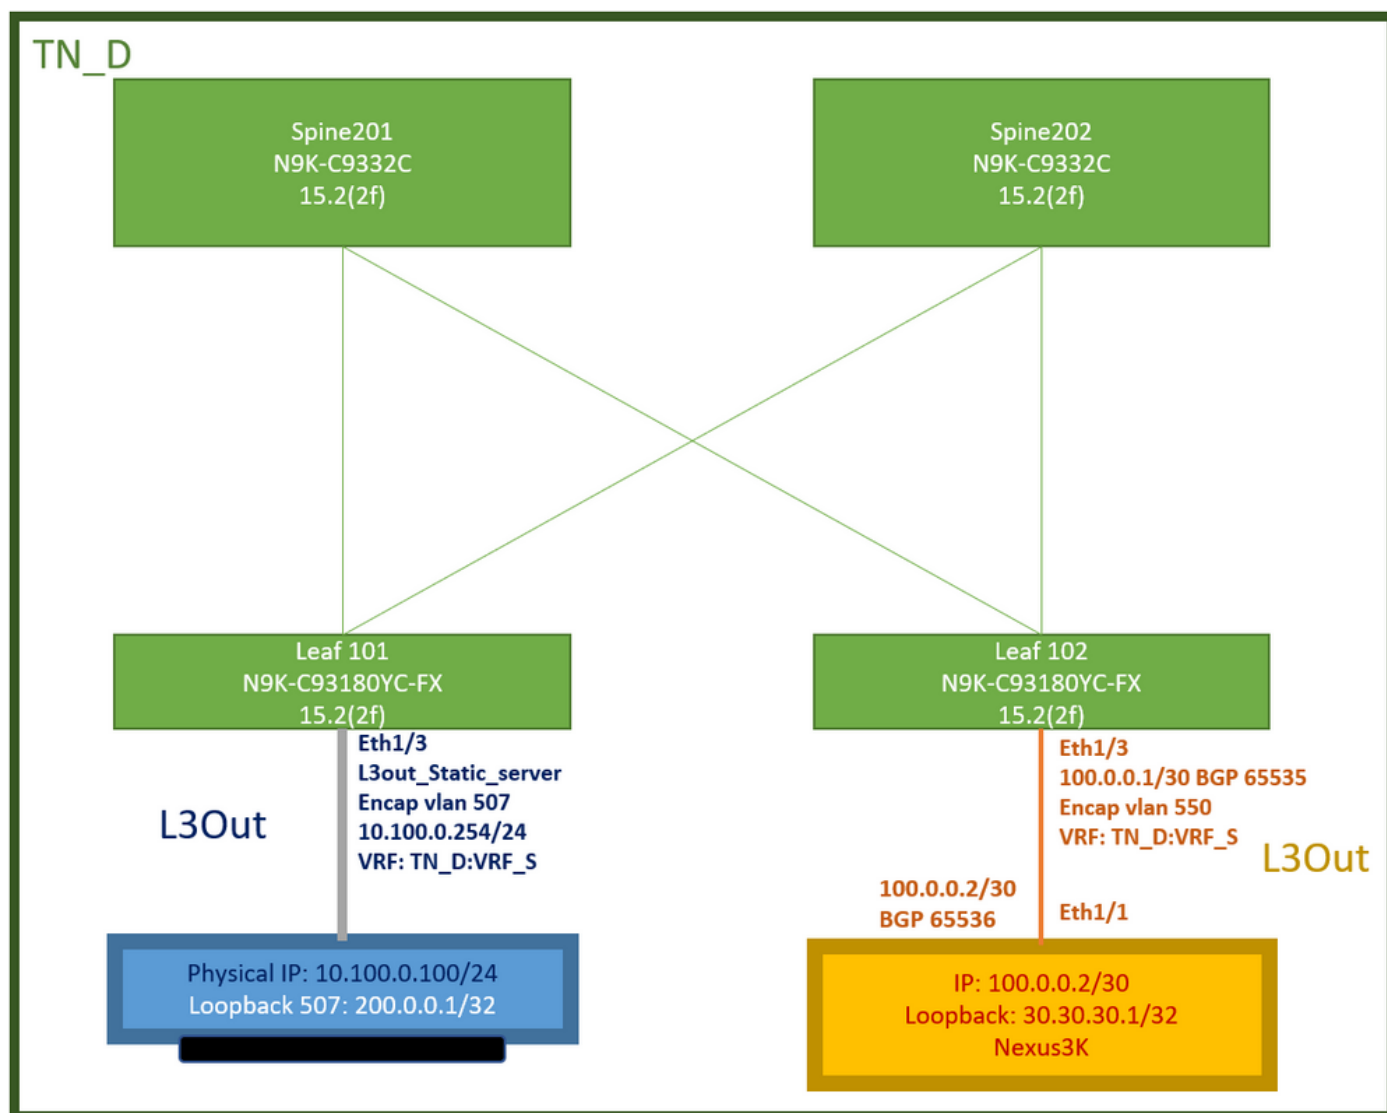 TN_D
Spine201
N9K-C9332C
15.2(2f)
Spine202
N9K-C9332C
15.2(2f)
Leaf 101
N9K-C93180YC-FX
15.2(2f)
Leaf 102
N9K-C93180YC-FX
15.2(2f)
Eth1/3
L3out_Static_server
Encap vlan 507
10.100.0.254/24
VRF: TN_D:VRF_S
L3Out
Eth1/3
100.0.0.1/30 BGP 65535
Encap vlan 550
VRF: TN_D:VRF_S
L3Out
100.0.0.2/30
BGP 65536
Eth1/1
Physical IP: 10.100.0.100/24
Loopback 507: 200.0.0.1/32
IP: 100.0.0.2/30
Loopback: 30.30.30.1/32
Nexus3K